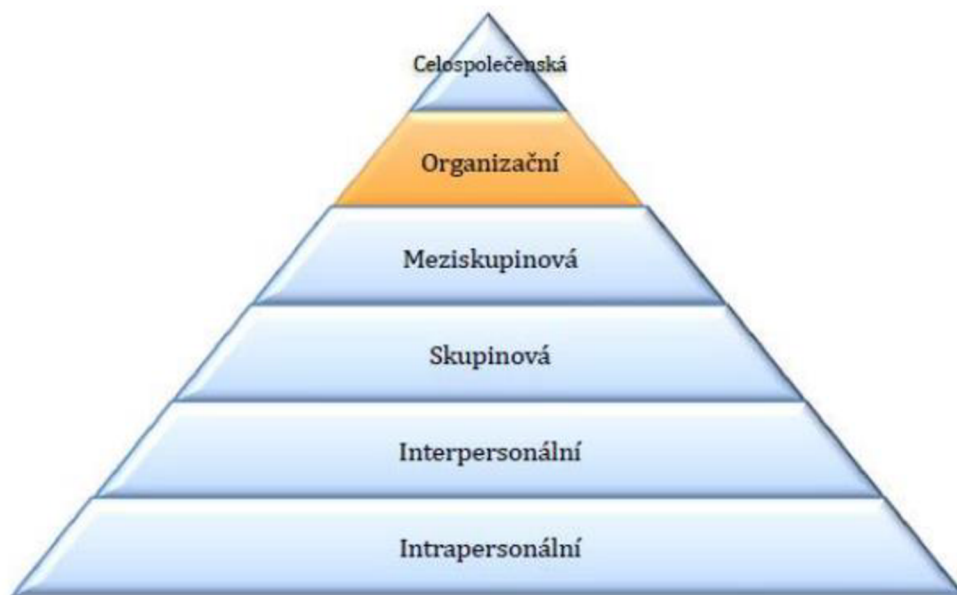 Celospolečenská
Organizační
Meziskupinová
Skupinová
Interpersonální
Intrapersonální